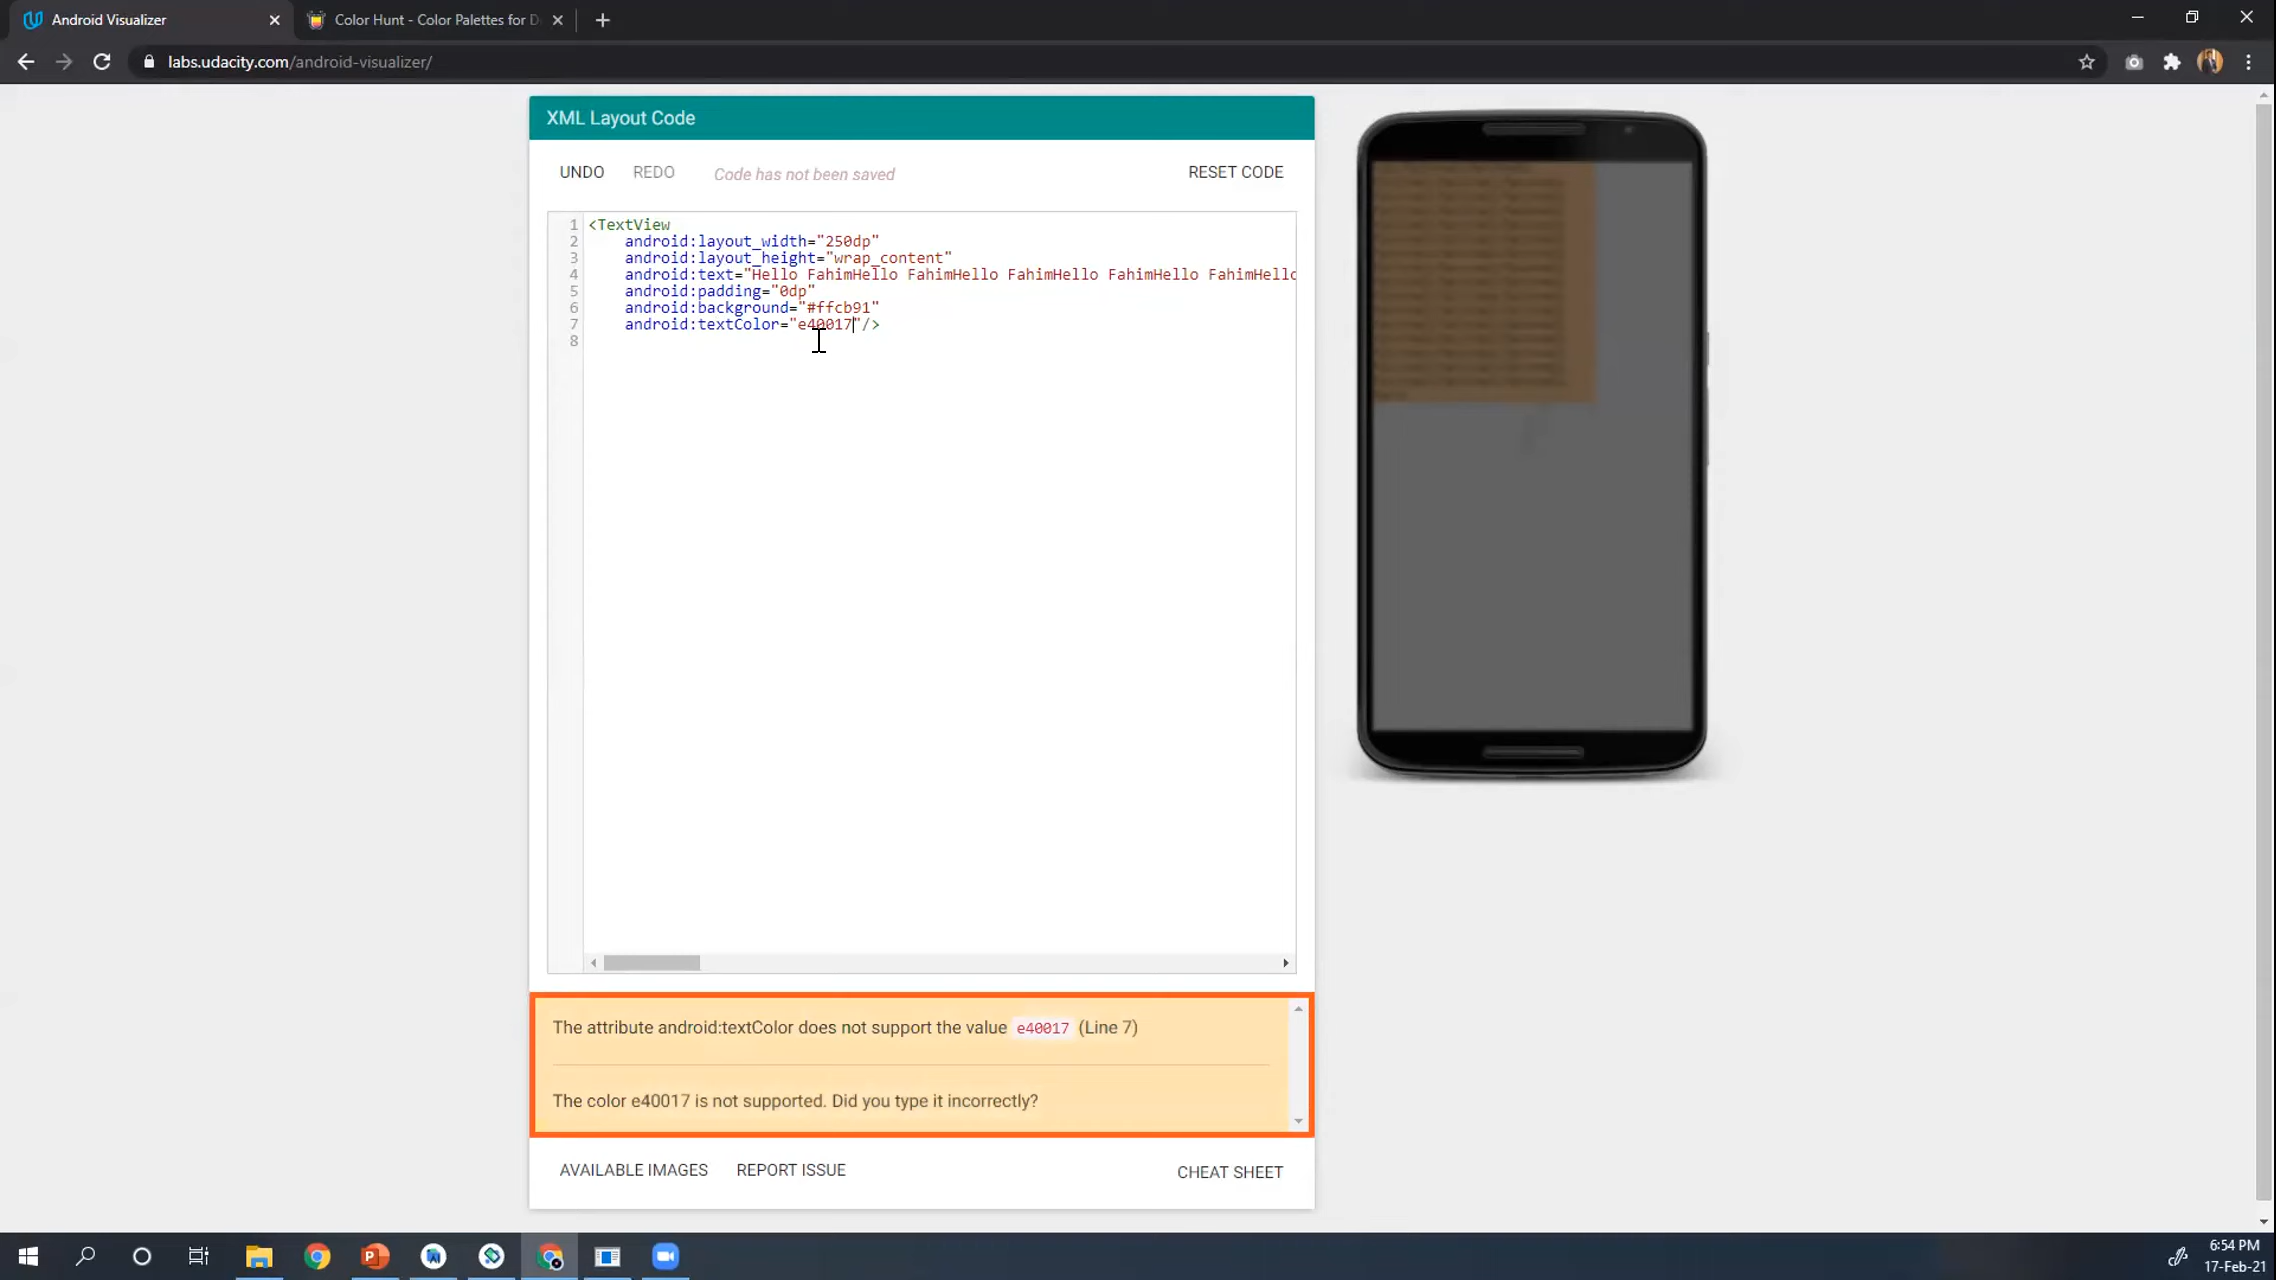 Android Visualizer
Color Hunt - Color Palettes for D
labs.udacity.com/android-visualizer/
XML Layout Code
UNDO REDO Code has not been saved RESET CODE
1 <TextView
2 android:layout_width="250dp"
3 android:layout_height="wrap_content"
4 android:text="Hello FahimHello FahimHello FahimHello FahimHello FahimHello
5 android:padding="0dp"
6 android:background="#ffcb91"
7 android:textColor="e40017"/>
8
The attribute android:textColor does not support the value e40017 (Line 7)
The color e40017 is not supported. Did you type it incorrectly?
AVAILABLE IMAGES REPORT ISSUE CHEAT SHEET
6:54 PM
17-Feb-21